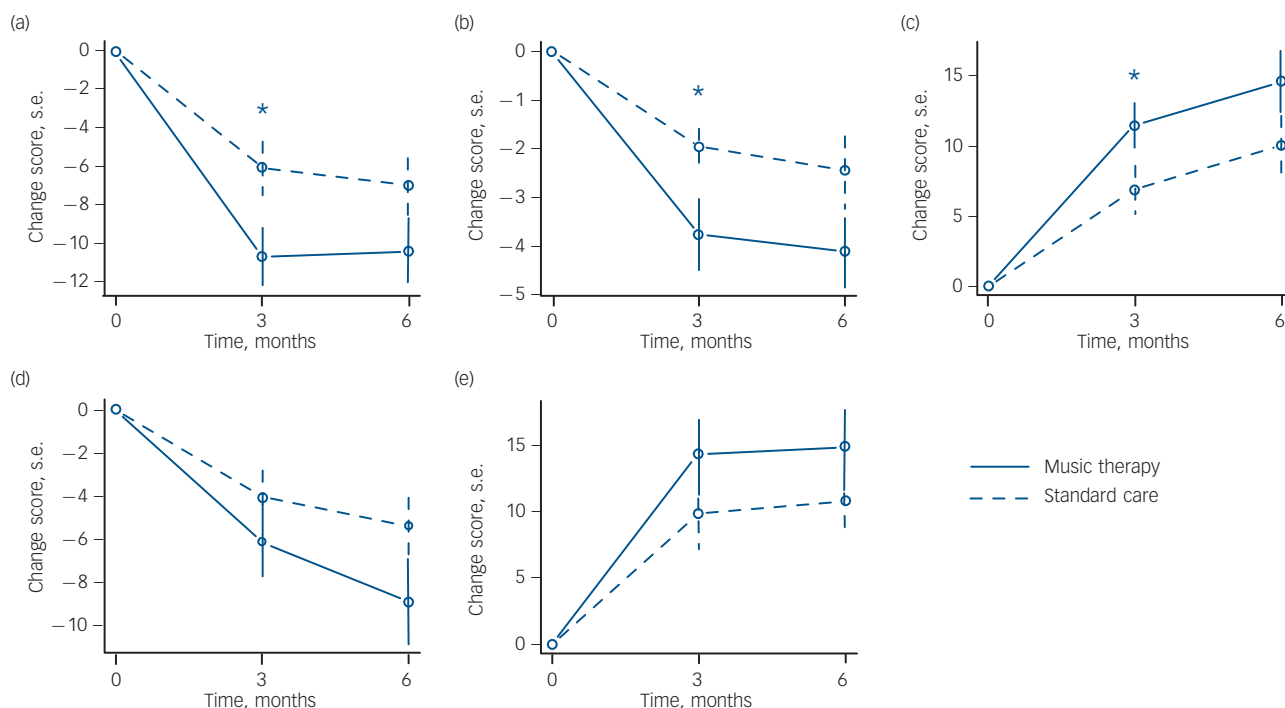 (a)
0
−2
−4
−6
−8
−10
−12
Change score, s.e.
*
0 3 6
Time, months
(b)
0
−1
−2
−3
−4
−5
Change score, s.e.
*
0 3 6
Time, months
(c)
15
10
5
0
Change score, s.e.
*
0 3 6
Time, months
(d)
0
−2
−4
−6
−8
−10
Change score, s.e.
0 3 6
Time, months
(e)
15
10
5
0
Change score, s.e.
0 3 6
Time, months
Music therapy
Standard care